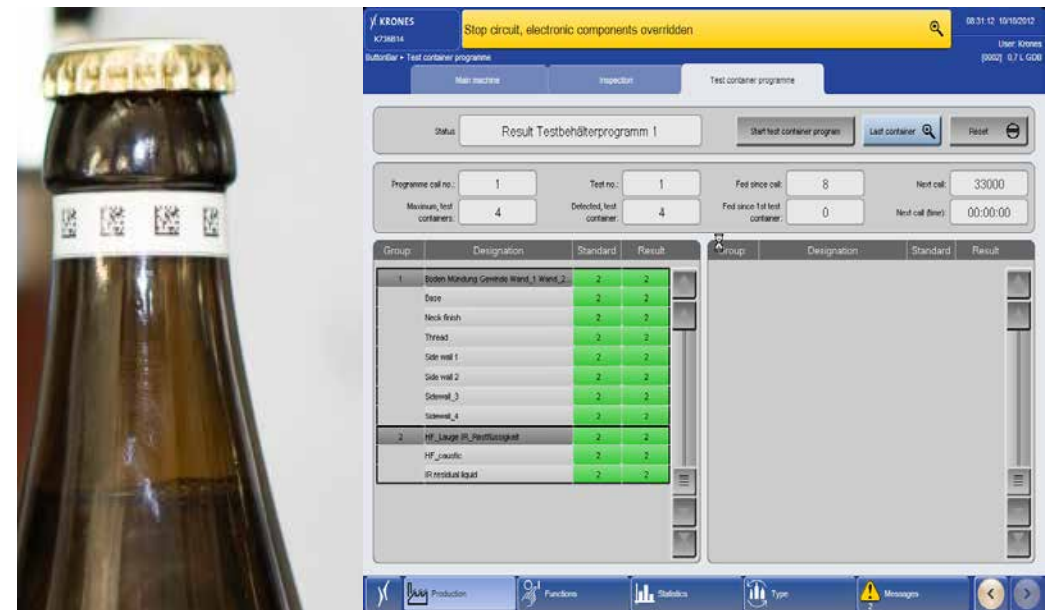 KRONES
K736B14
Stop circuit, electronic components overridden
08:31:12 10/10/2012
User: Krones
[0002] 0,7 L GDB
ButtonBar ▸ Test container programme
Main machine
Inspection
Test container programme
Status
Result Testbehälterprogramm 1
Start test container program
Last container
Reset
Programme call no.: 1
Test no.: 1
Fed since call: 8
Next call: 33000
Maximum, test containers: 4
Detected, test container: 4
Fed since 1st test container: 0
Next call (time): 00:00:00
Group Designation Standard Result
Group Designation Standard Result
1 Boden Mündung Gewinde Wand_1 Wand_2... 2 2
Base 2 2
Neck finish 2 2
Thread 2 2
Side wall 1 2 2
Side wall 2 2 2
Sidewall_3 2 2
Sidewall_4 2 2
2 HF_Lauge IR_Restflüssigkeit 2 2
HF_caustic 2 2
IR residual liquid 2 2
Production
Functions
Statistics
Type
Messages
2